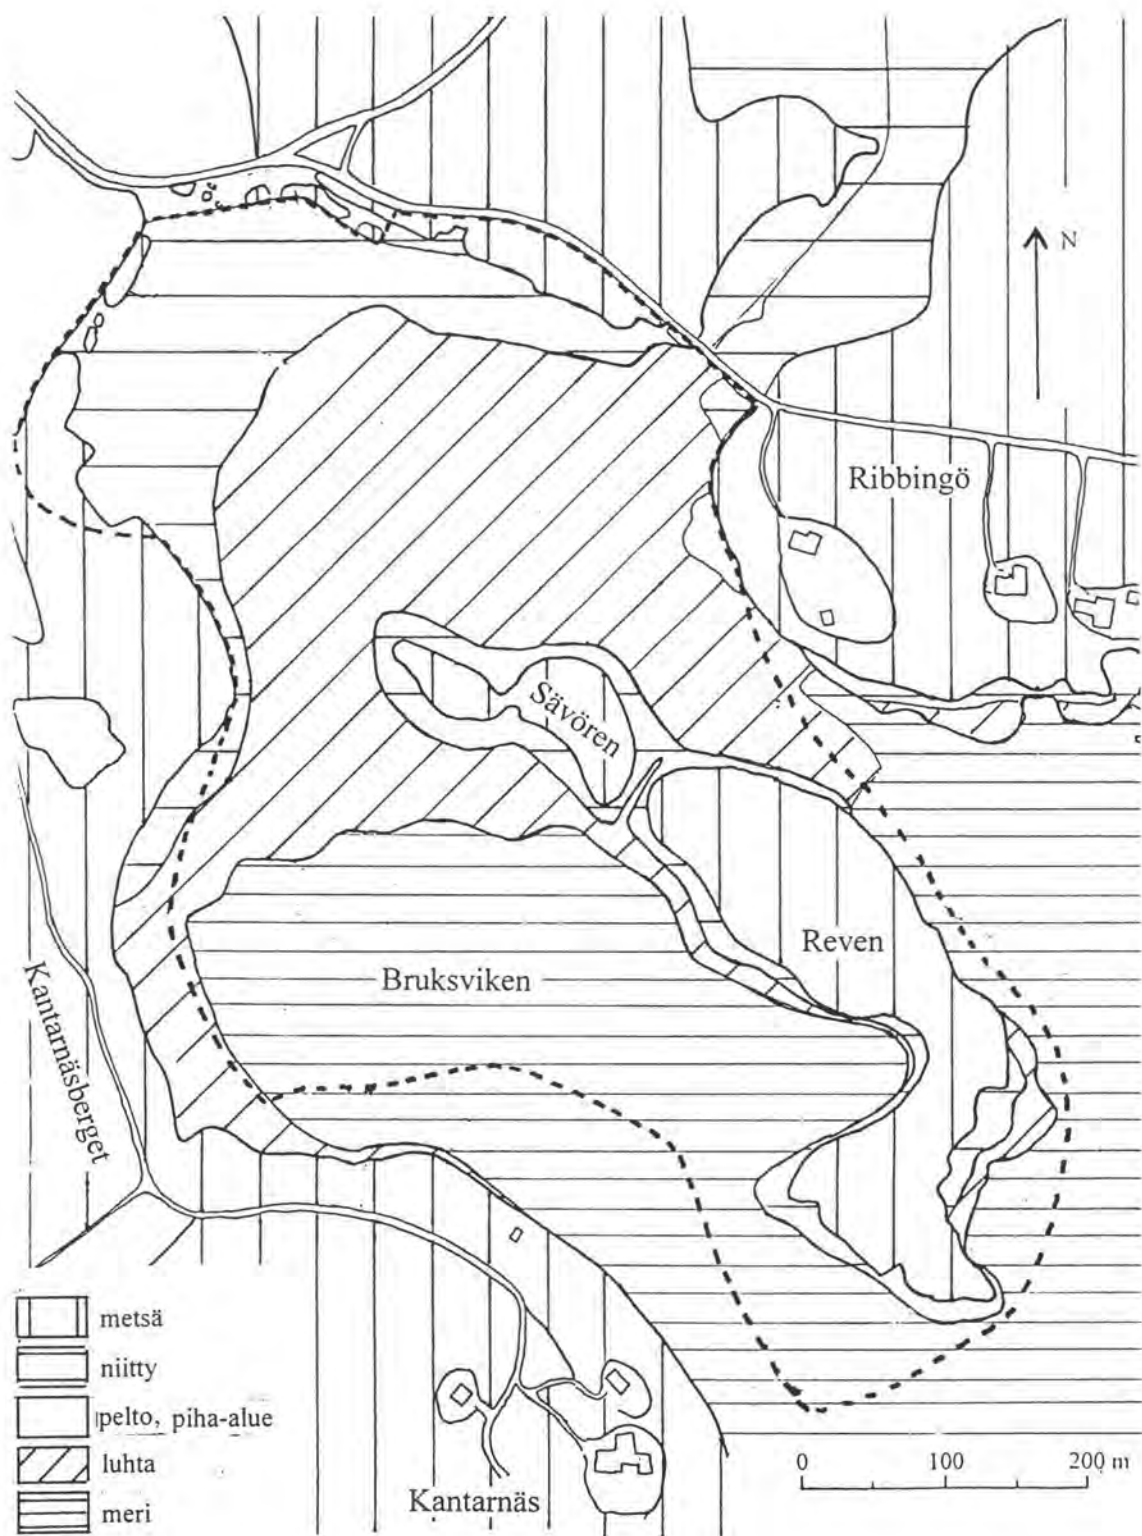 N
Ribbingö
Sävören
Reven
Bruksviken
Kantarnäsberget
metsä
niitty
pelto, piha-alue
luhta
meri
0 100 200 m
Kantarnäs